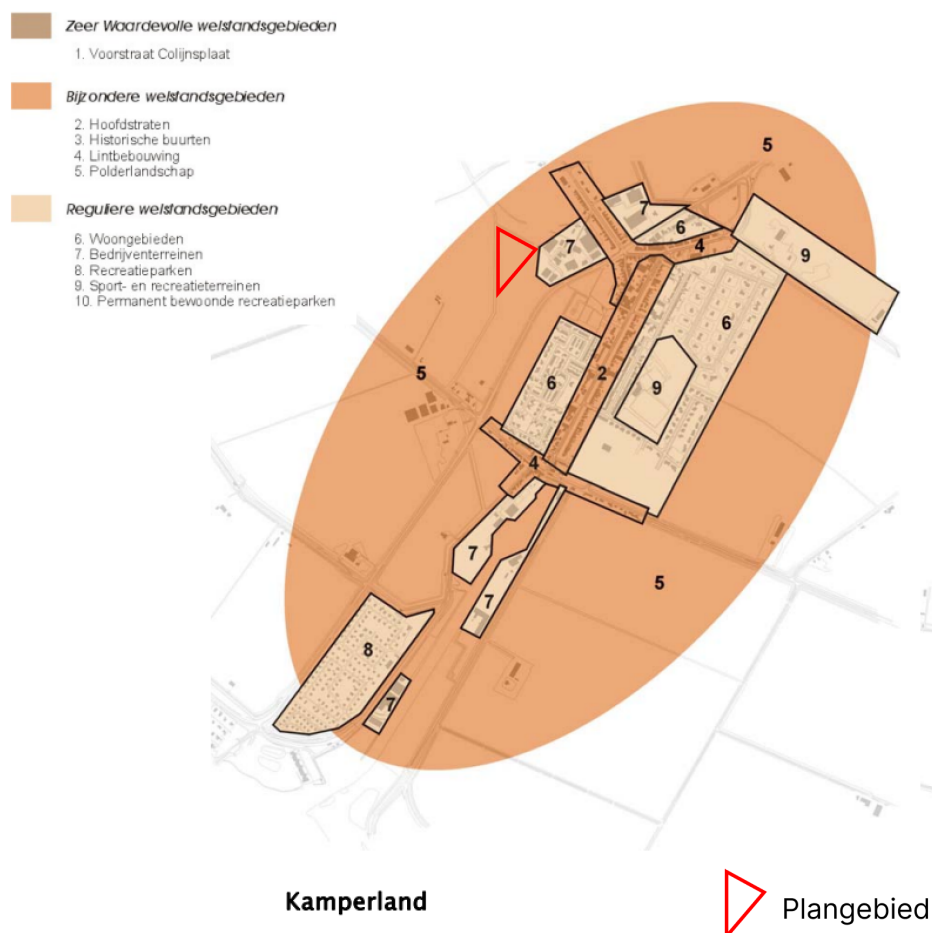 Zeer Waardevolle welstandsgebieden
1. Voorstraat Colijnsplaat
Bijzondere welstandsgebieden
2. Hoofdstraten
3. Historische buurten
4. Lintbebouwing
5. Polderlandschap
Reguliere welstandsgebieden
6. Woongebieden
7. Bedrijventerreinen
8. Recreatieparken
9. Sport- en recreatieterreinen
10. Permanent bewoonde recreatieparken
5
7
6
7
4
9
6
5
2
6
9
4
7
5
7
8
7
Kamperland
Plangebied